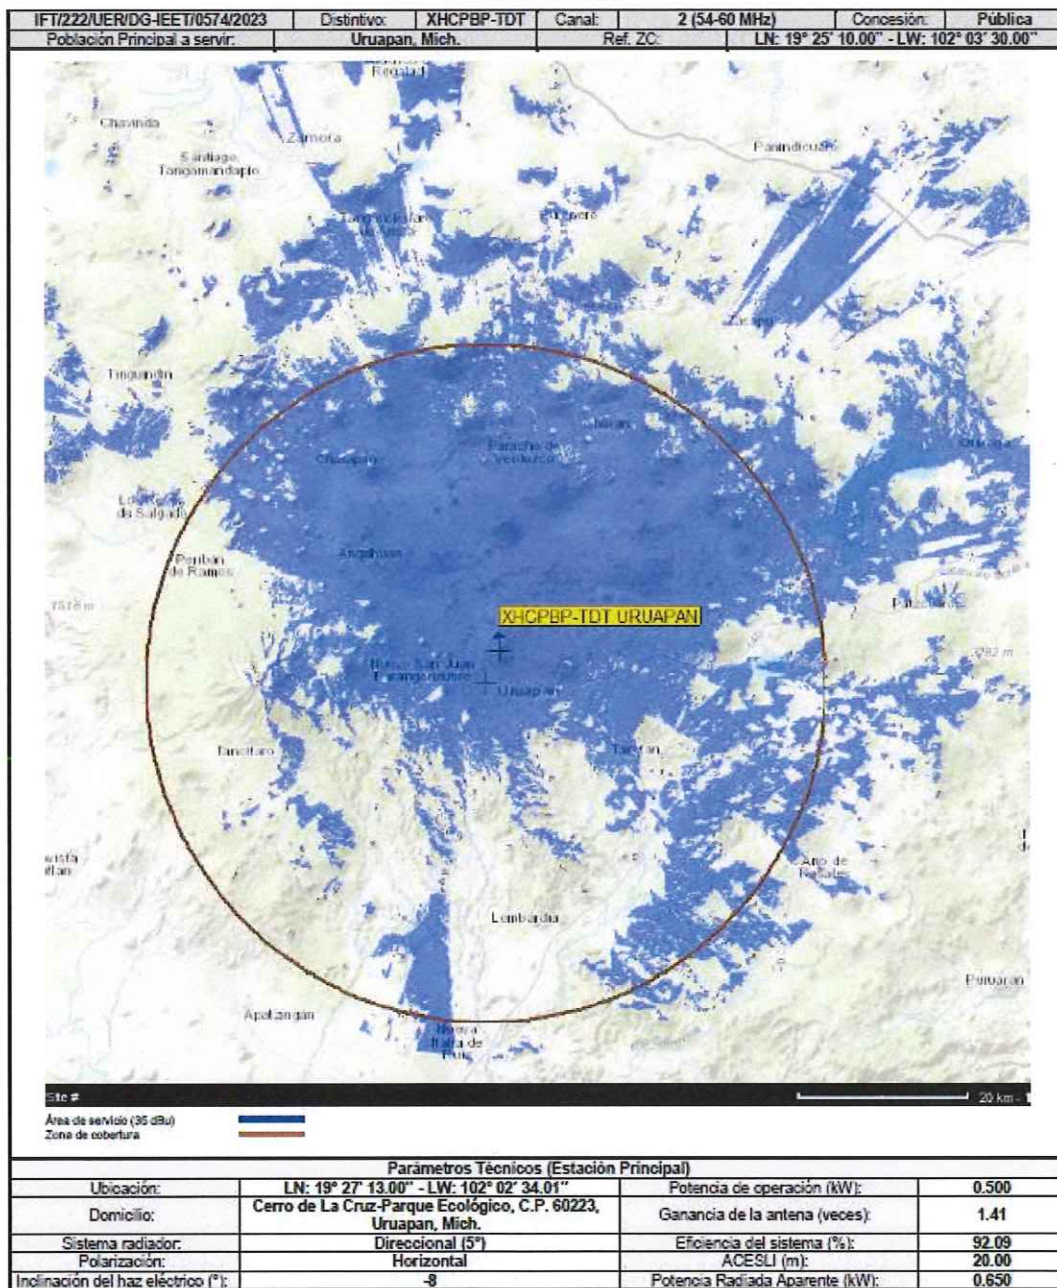 IFT/222/UER/DG-IEET/0574/2023 Distintivo: XHCPBP-TDT Canal: 2 (54-60 MHz) Concesión: Pública
Población Principal a servir: Uruapan, Mich. Ref. ZC: LN: 19° 25' 10.00" - LW: 102° 03' 30.00"
Chavinda
Zamora
Santiago
Tangamandapio
Panindícuaro
Zacapu
Tinguindín
Charapan
Paracho de
Verduzco
de Salgado
Peribán
de Ramos
Angahuan
Pátzcuaro
XHCPBP-TDT URUAPAN
Nuevo San Juan
Uruapan
Tancítaro
Taretan
Ario de
Rosales
Lombardía
Puruarán
Apatzingán
Nueva
Italia de
Ruiz
Site #
20 km
Área de servicio (35 dBu)
Zona de cobertura
Parámetros Técnicos (Estación Principal)
Ubicación: LN: 19° 27' 13.00" - LW: 102° 02' 34.01" Potencia de operación (kW): 0.500
Domicilio: Cerro de La Cruz-Parque Ecológico, C.P. 60223, Uruapan, Mich. Ganancia de la antena (veces): 1.41
Sistema radiador: Direccional (5°) Eficiencia del sistema (%): 92.09
Polarización: Horizontal ACESLI (m): 20.00
Inclinación del haz eléctrico (°): -8 Potencia Radiada Aparente (kW): 0.650